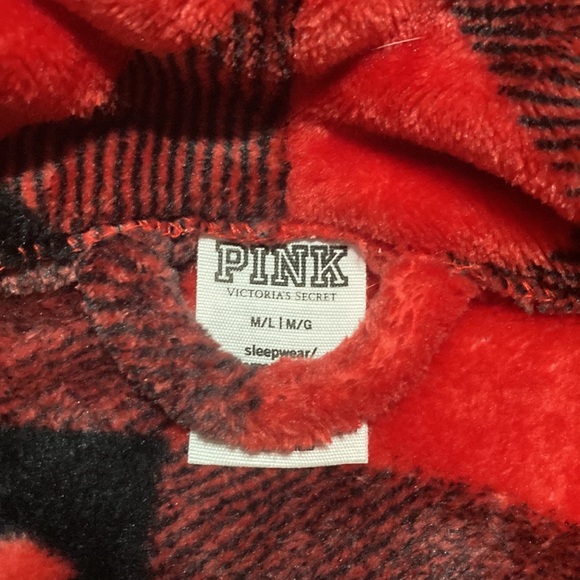 PINK
VICTORIA'S SECRET
M/L | M/G
sleepwear/